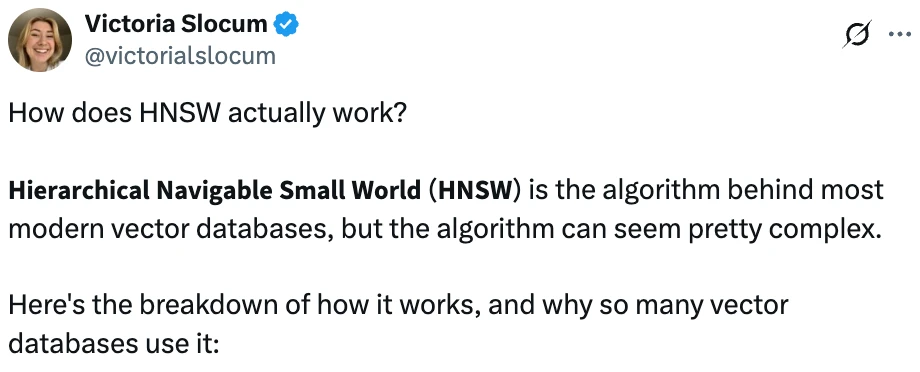 Victoria Slocum
@victorialslocum
How does HNSW actually work?
Hierarchical Navigable Small World (HNSW) is the algorithm behind most
modern vector databases, but the algorithm can seem pretty complex.
Here's the breakdown of how it works, and why so many vector
databases use it: